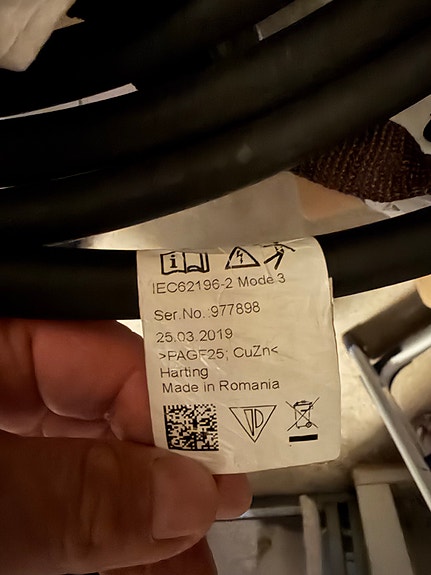 IEC62196-2 Mode 3
Ser.No.:977898
25.03.2019
>PAGF25; CuZn<
Harting
Made in Romania